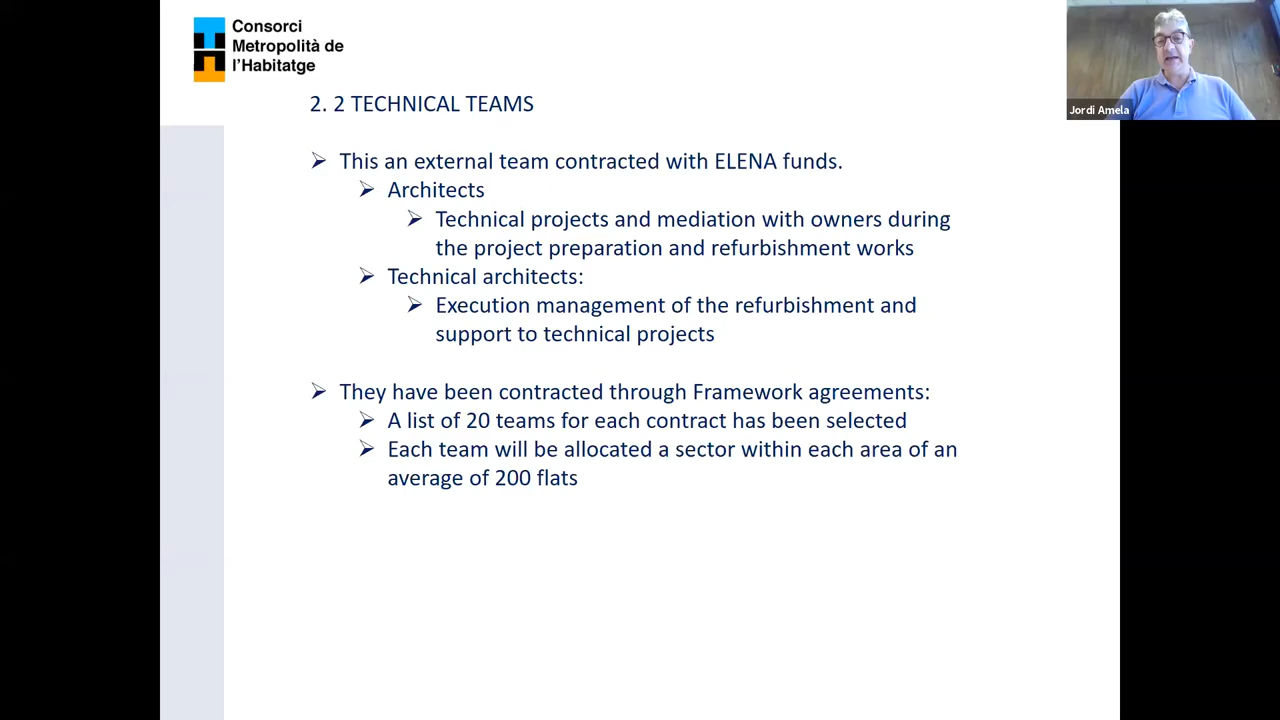 Consorci
Metropolità de
l'Habitatge
Jordi Amela
2. 2 TECHNICAL TEAMS
➢ This an external team contracted with ELENA funds.
➢ Architects
➢ Technical projects and mediation with owners during
the project preparation and refurbishment works
➢ Technical architects:
➢ Execution management of the refurbishment and
support to technical projects
➢ They have been contracted through Framework agreements:
➢ A list of 20 teams for each contract has been selected
➢ Each team will be allocated a sector within each area of an
average of 200 flats